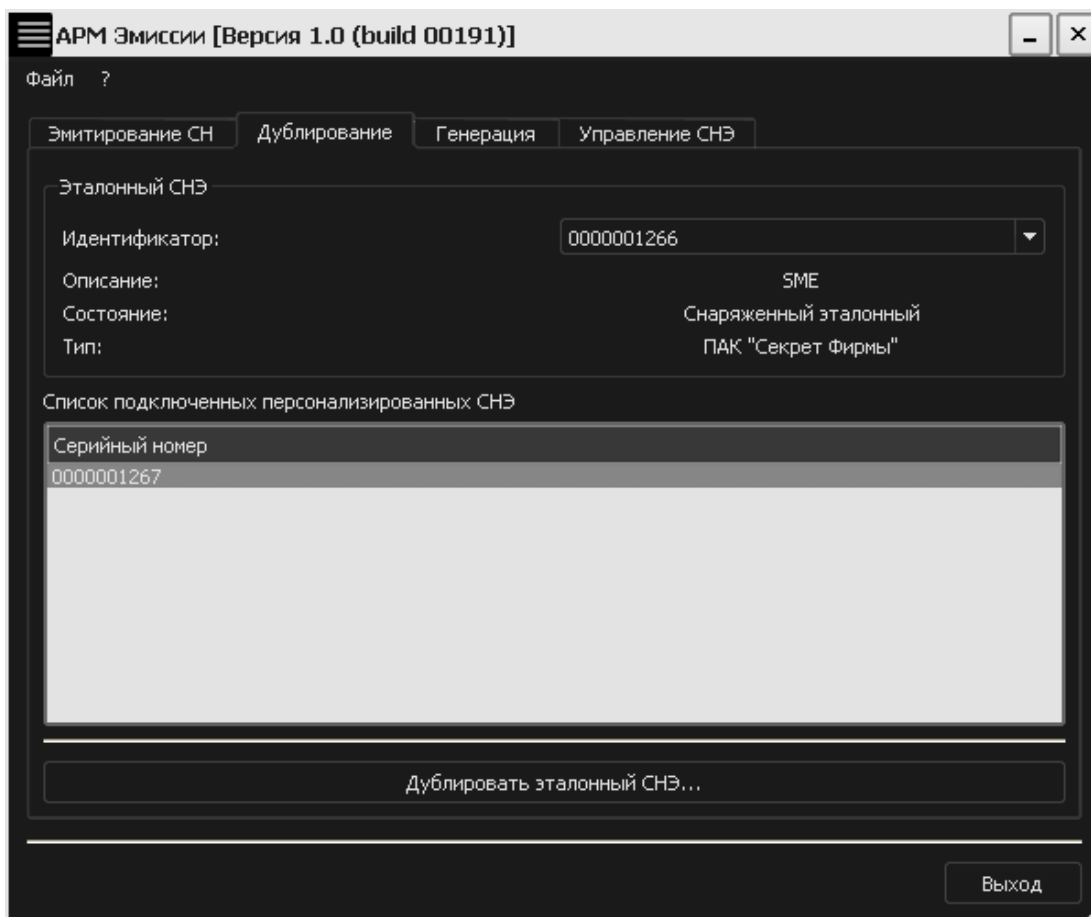 АРМ Эмиссии [Версия 1.0 (build 00191)]
Файл ?
Эмитирование СН Дублирование Генерация Управление СНЭ
Эталонный СНЭ
Идентификатор: 0000001266
Описание: SME
Состояние: Снаряженный эталонный
Тип: ПАК "Секрет Фирмы"
Список подключенных персонализированных СНЭ
Серийный номер
0000001267
Дублировать эталонный СНЭ...
Выход